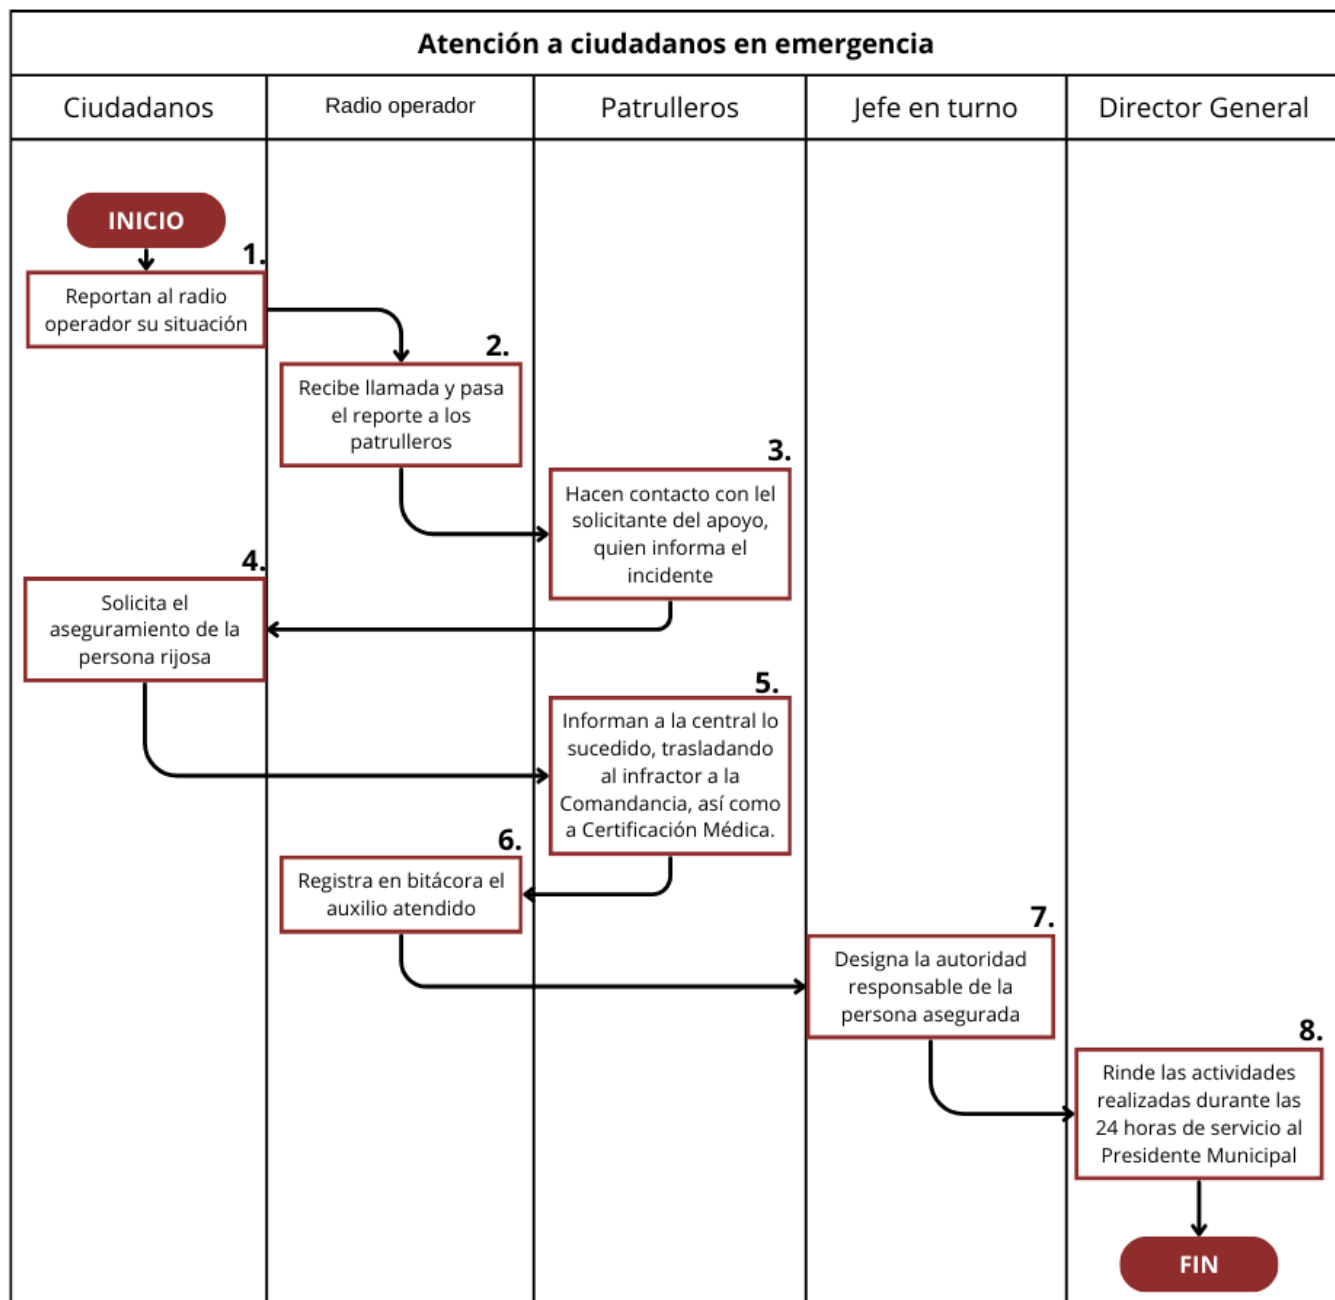 Atención a ciudadanos en emergencia
Ciudadanos
Radio operador
Patrulleros
Jefe en turno
Director General
INICIO
1.
Reportan al radio
operador su situación
2.
Recibe llamada y pasa
el reporte a los
patrulleros
3.
Hacen contacto con lel
solicitante del apoyo,
quien informa el
incidente
4.
Solicita el
aseguramiento de la
persona rijosa
5.
Informan a la central lo
sucedido, trasladando
al infractor a la
Comandancia, así como
a Certificación Médica.
6.
Registra en bitácora el
auxilio atendido
7.
Designa la autoridad
responsable de la
persona asegurada
8.
Rinde las actividades
realizadas durante las
24 horas de servicio al
Presidente Municipal
FIN